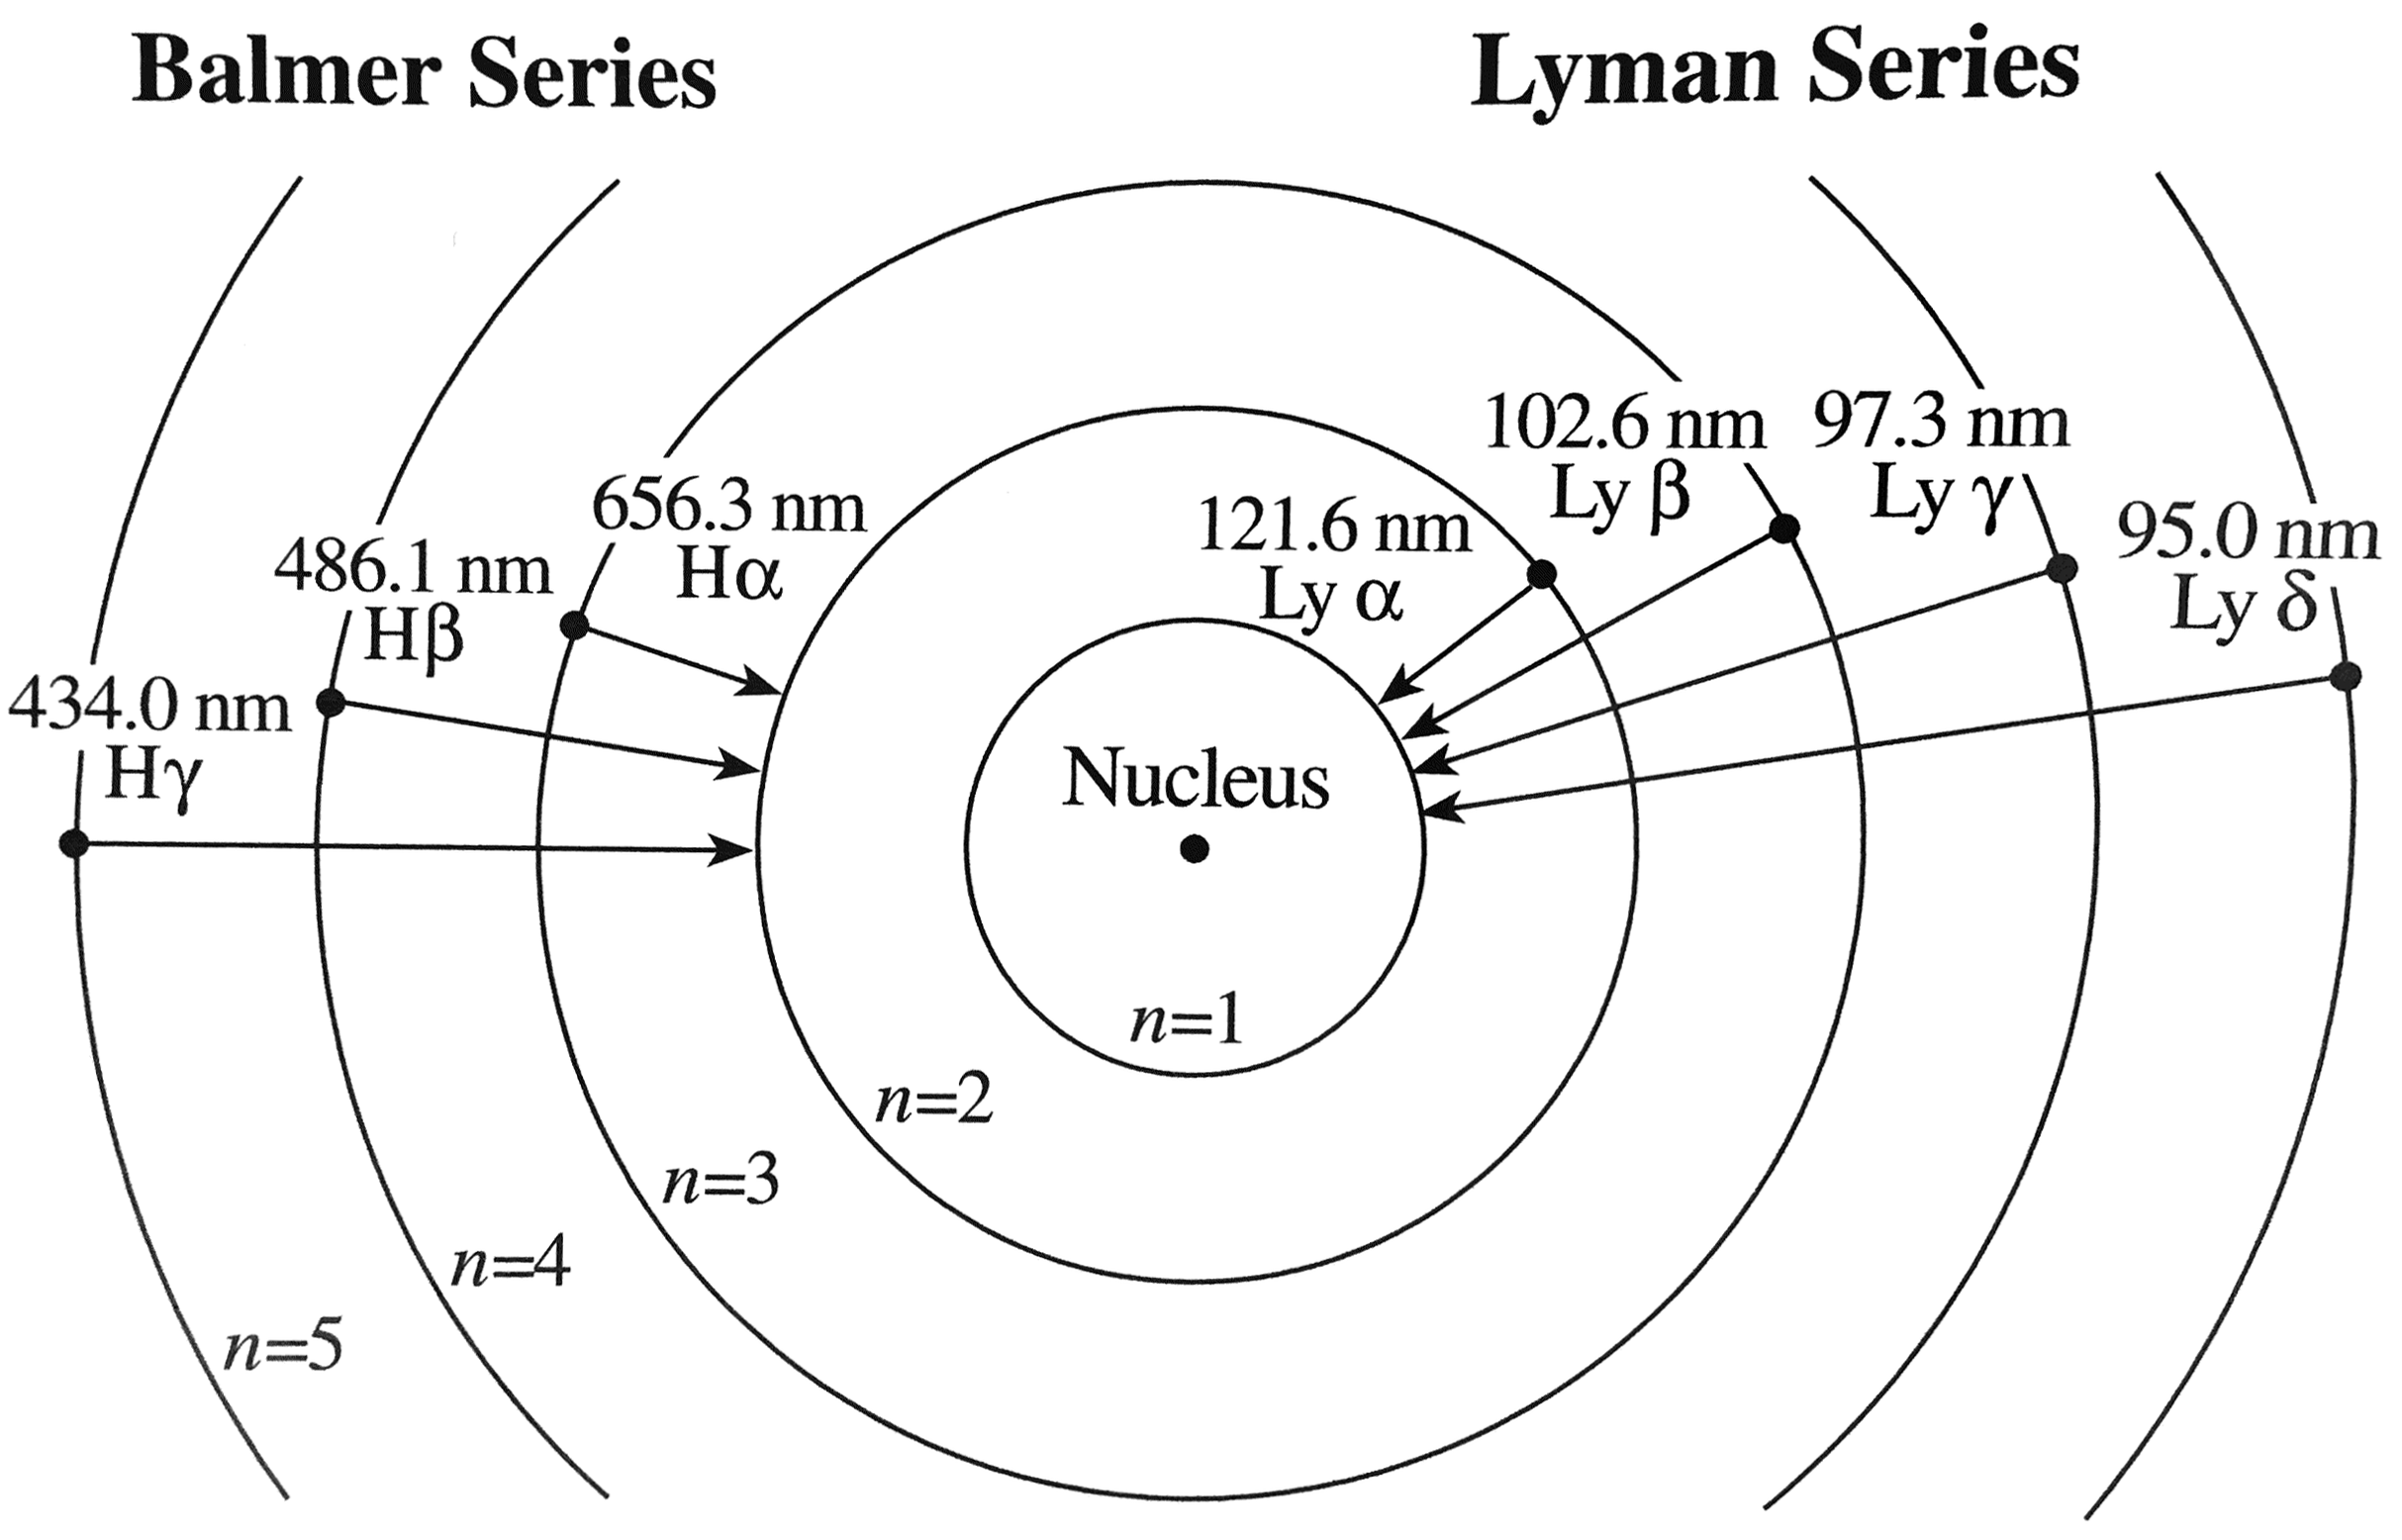 Balmer Series
Lyman Series
102.6 nm
Ly β
97.3 nm
Ly γ
656.3 nm
Hα
121.6 nm
Ly α
95.0 nm
Ly δ
486.1 nm
Hβ
434.0 nm
Hγ
Nucleus
n=1
n=2
n=3
n=4
n=5